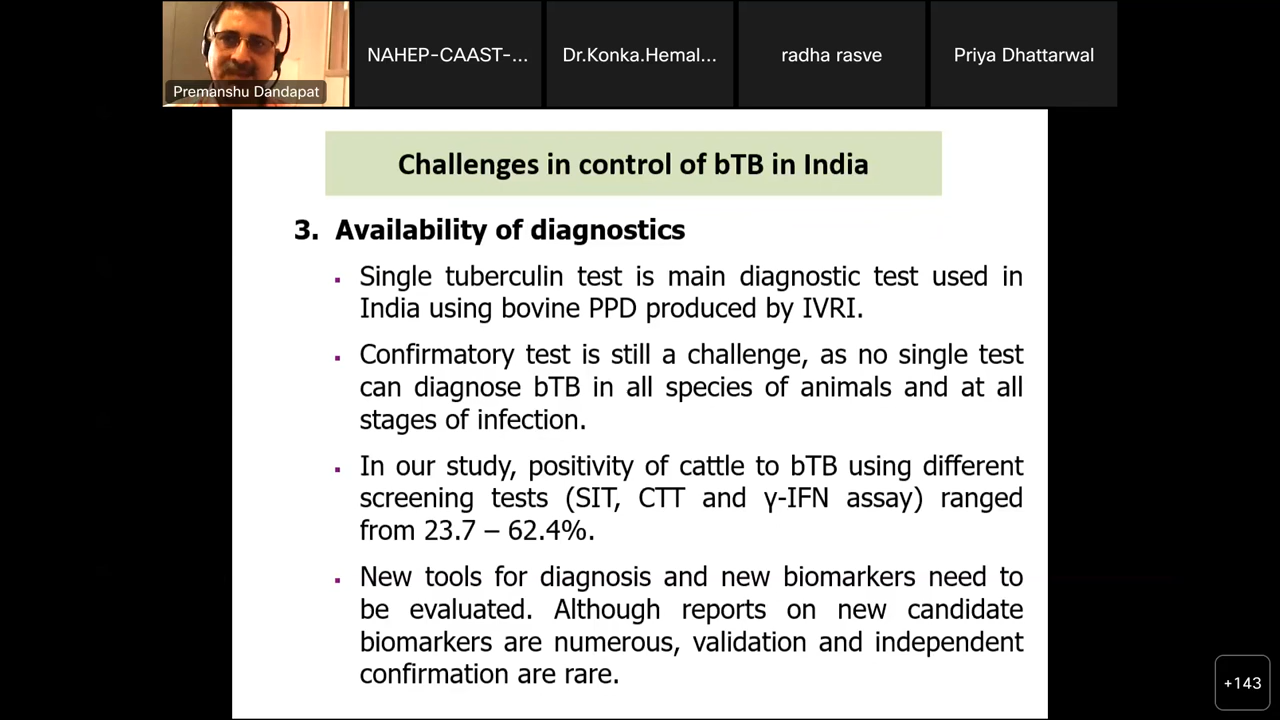 NAHEP-CAAST-...
Dr.Konka.Hemal...
radha rasve
Priya Dhattarwal
Premanshu Dandapat
Challenges in control of bTB in India
3. Availability of diagnostics
▪ Single tuberculin test is main diagnostic test used in
India using bovine PPD produced by IVRI.
▪ Confirmatory test is still a challenge, as no single test
can diagnose bTB in all species of animals and at all
stages of infection.
▪ In our study, positivity of cattle to bTB using different
screening tests (SIT, CTT and γ-IFN assay) ranged
from 23.7 – 62.4%.
▪ New tools for diagnosis and new biomarkers need to
be evaluated. Although reports on new candidate
biomarkers are numerous, validation and independent
confirmation are rare.
+143